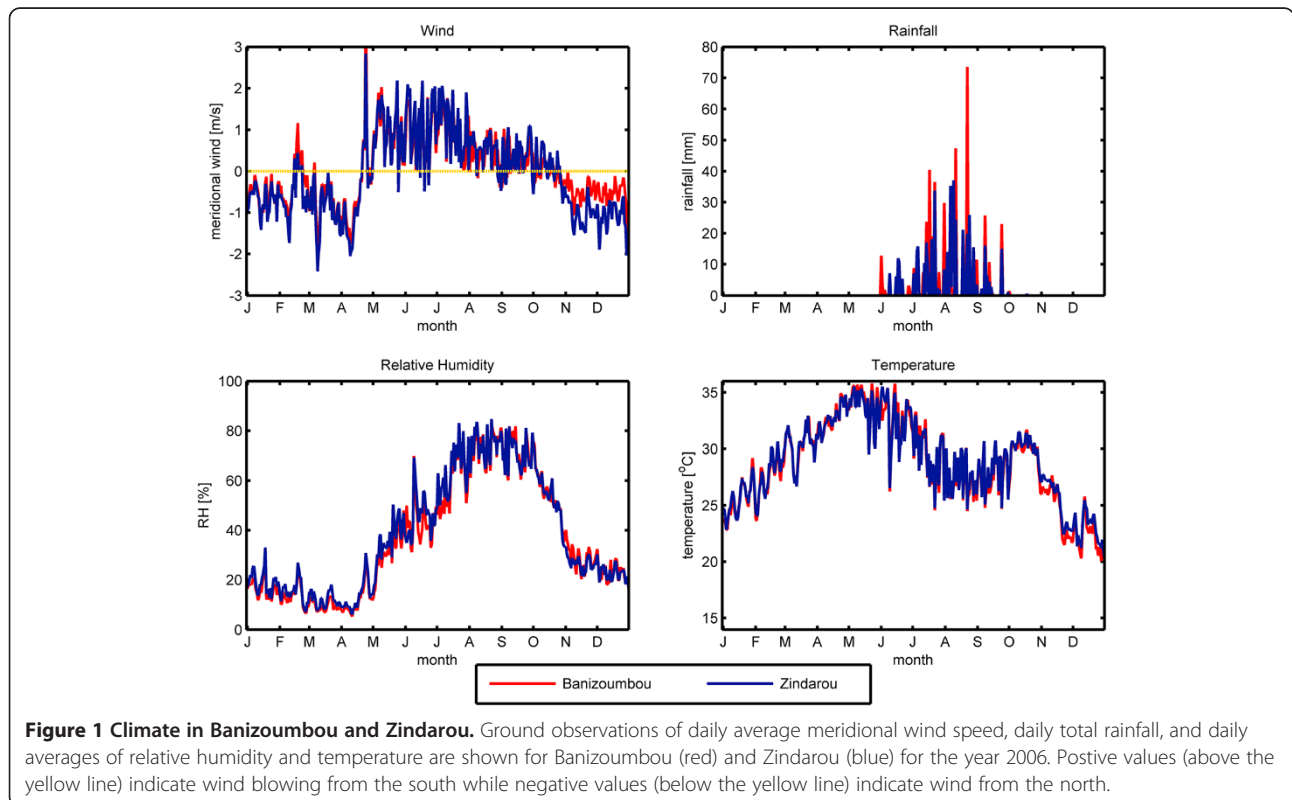 Wind
3
2
1
0
-1
-2
-3
meridional wind [m/s]
J F M A M J J A S O N D
month
Rainfall
80
70
60
50
40
30
20
10
0
rainfall [mm]
J F M A M J J A S O N D
month
Relative Humidity
100
80
60
40
20
0
RH [%]
J F M A M J J A S O N D
month
Temperature
35
30
25
20
15
temperature [°C]
J F M A M J J A S O N D
month
Banizoumbou Zindarou
Figure 1 Climate in Banizoumbou and Zindarou. Ground observations of daily average meridional wind speed, daily total rainfall, and daily
averages of relative humidity and temperature are shown for Banizoumbou (red) and Zindarou (blue) for the year 2006. Postive values (above the
yellow line) indicate wind blowing from the south while negative values (below the yellow line) indicate wind from the north.